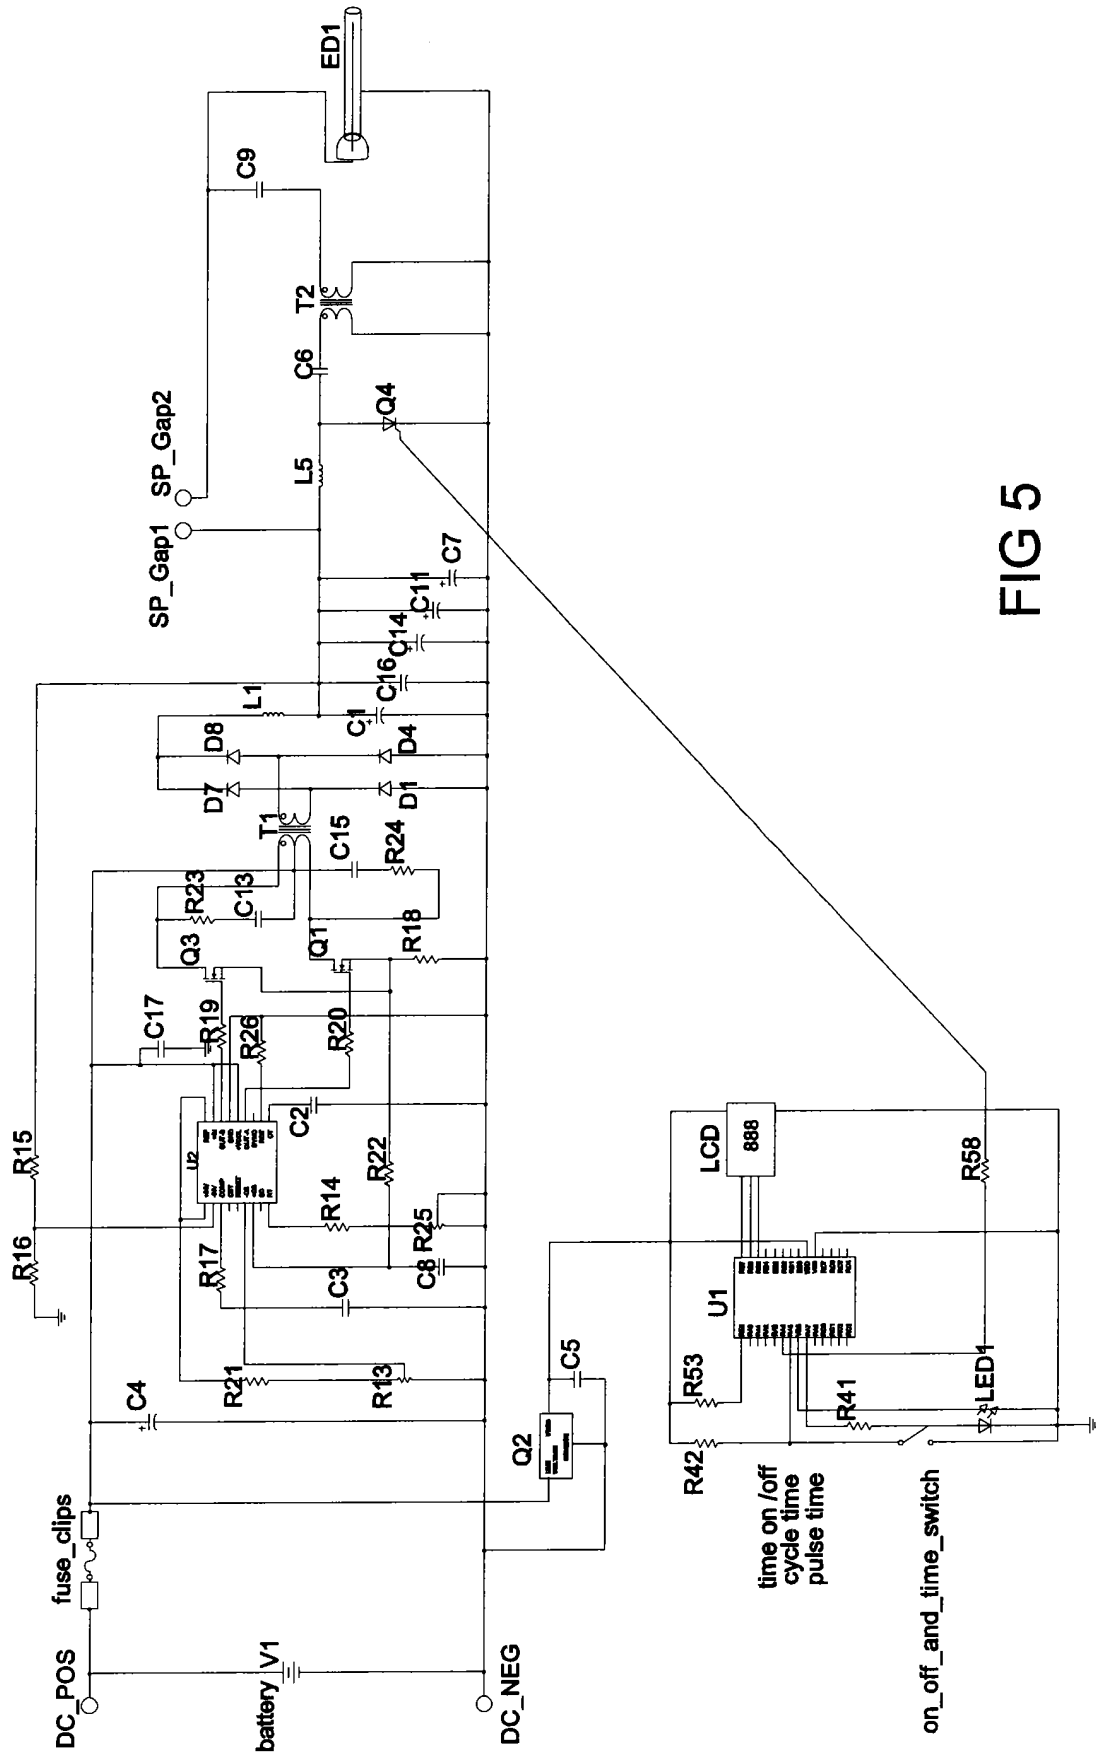 DC_POS
fuse_clips
battery
V1
DC_NEG
C4
R21
R13
R16
R15
R17
C3
C8
R14
R25
R22
U2
C2
C17
R19
R26
R20
Q3
R23
C13
Q1
R18
T1
C15
R24
D7
D8
D1
D4
L1
C1
C16
C14
C11
C7
SP_Gap1
SP_Gap2
L5
Q4
C6
T2
C9
ED1
Q2
C5
R42
R53
U1
LCD
888
R41
LED1
R58
time on /off
cycle time
pulse time
on_off_and_time_switch
FIG 5